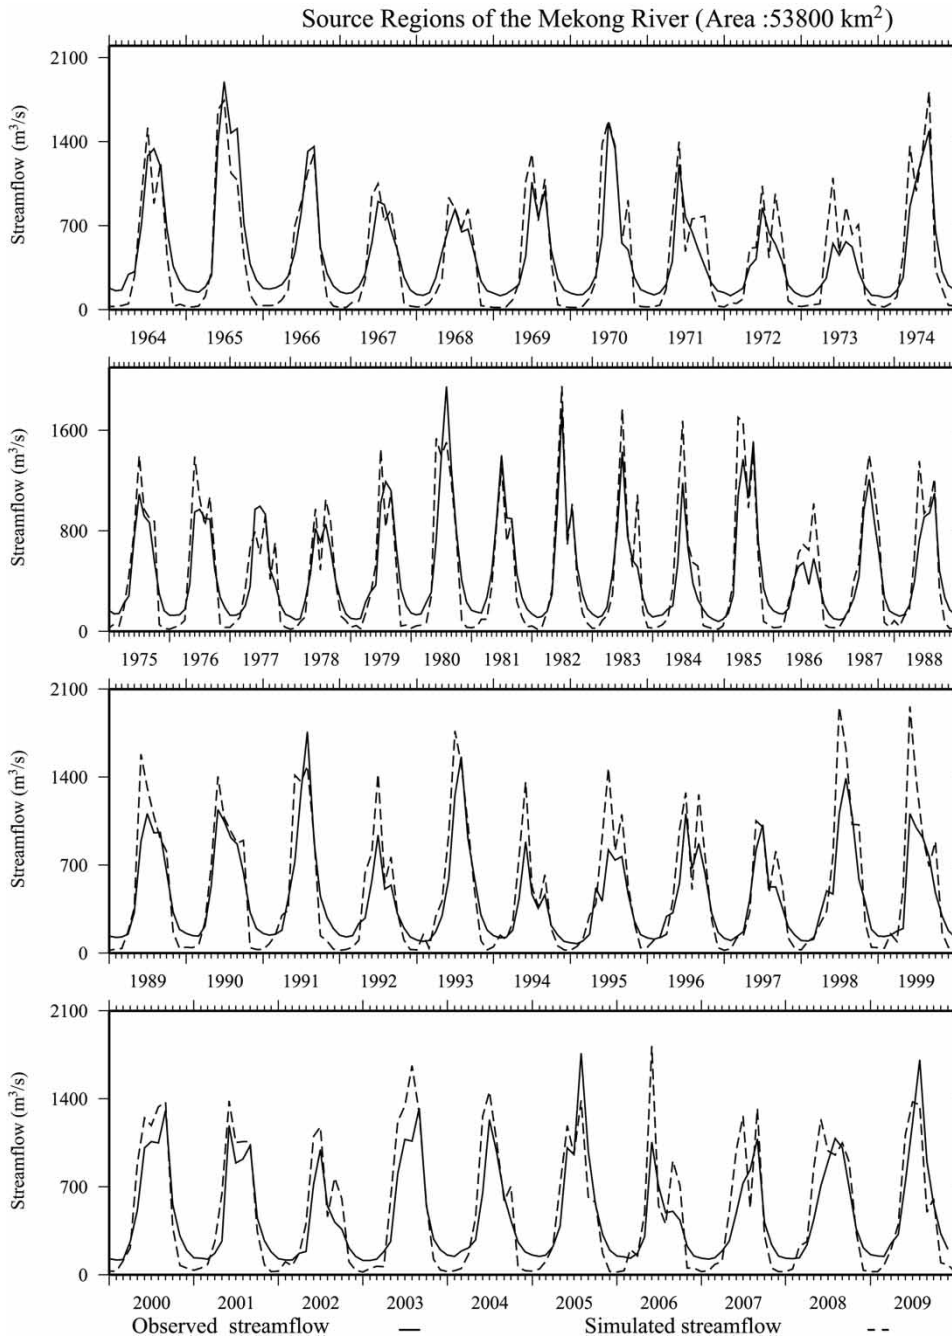 Source Regions of the Mekong River (Area :53800 km²)
2100
1400
700
0
Streamflow (m³/s)
1964 1965 1966 1967 1968 1969 1970 1971 1972 1973 1974
1600
800
0
Streamflow (m³/s)
1975 1976 1977 1978 1979 1980 1981 1982 1983 1984 1985 1986 1987 1988
2100
1400
700
0
Streamflow (m³/s)
1989 1990 1991 1992 1993 1994 1995 1996 1997 1998 1999
2100
1400
700
0
Streamflow (m³/s)
2000 2001 2002 2003 2004 2005 2006 2007 2008 2009
Observed streamflow Simulated streamflow